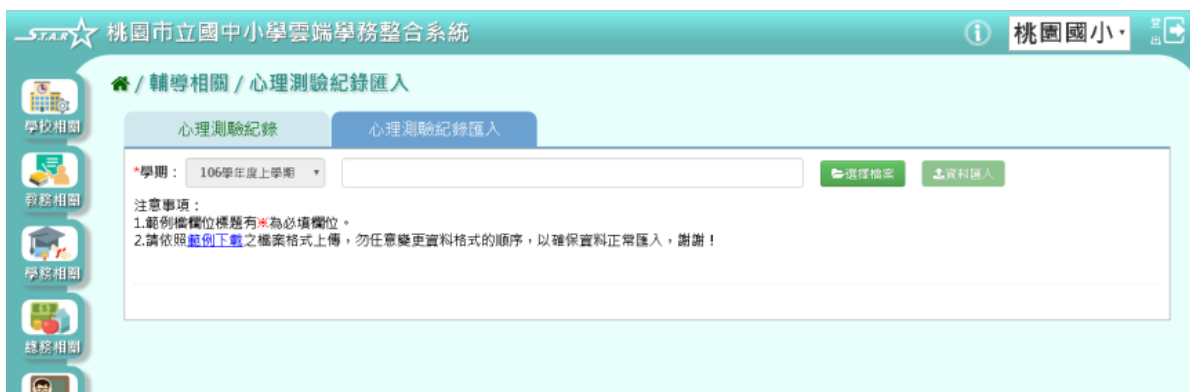 STAR 桃園市立國中小學雲端學務整合系統 桃園國小 登出
學校相關
教務相關
學務相關
總務相關
/ 輔導相關 / 心理測驗紀錄匯入
心理測驗紀錄 心理測驗紀錄匯入
*學期： 106學年度上學期 選擇檔案 資料匯入
注意事項：
1.範例檔欄位標題有※為必填欄位。
2.請依照範例下載之檔案格式上傳，勿任意變更資料格式的順序，以確保資料正常匯入，謝謝！